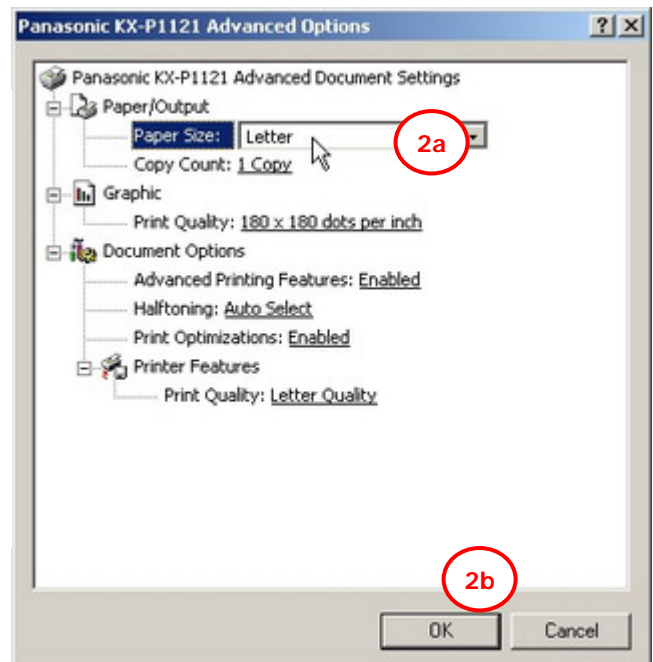 Panasonic KX-P1121 Advanced Options
Panasonic KX-P1121 Advanced Document Settings
Paper/Output
Paper Size: Letter 2a
Copy Count: 1 Copy
Graphic
Print Quality: 180 x 180 dots per inch
Document Options
Advanced Printing Features: Enabled
Halftoning: Auto Select
Print Optimizations: Enabled
Printer Features
Print Quality: Letter Quality
2b
OK Cancel